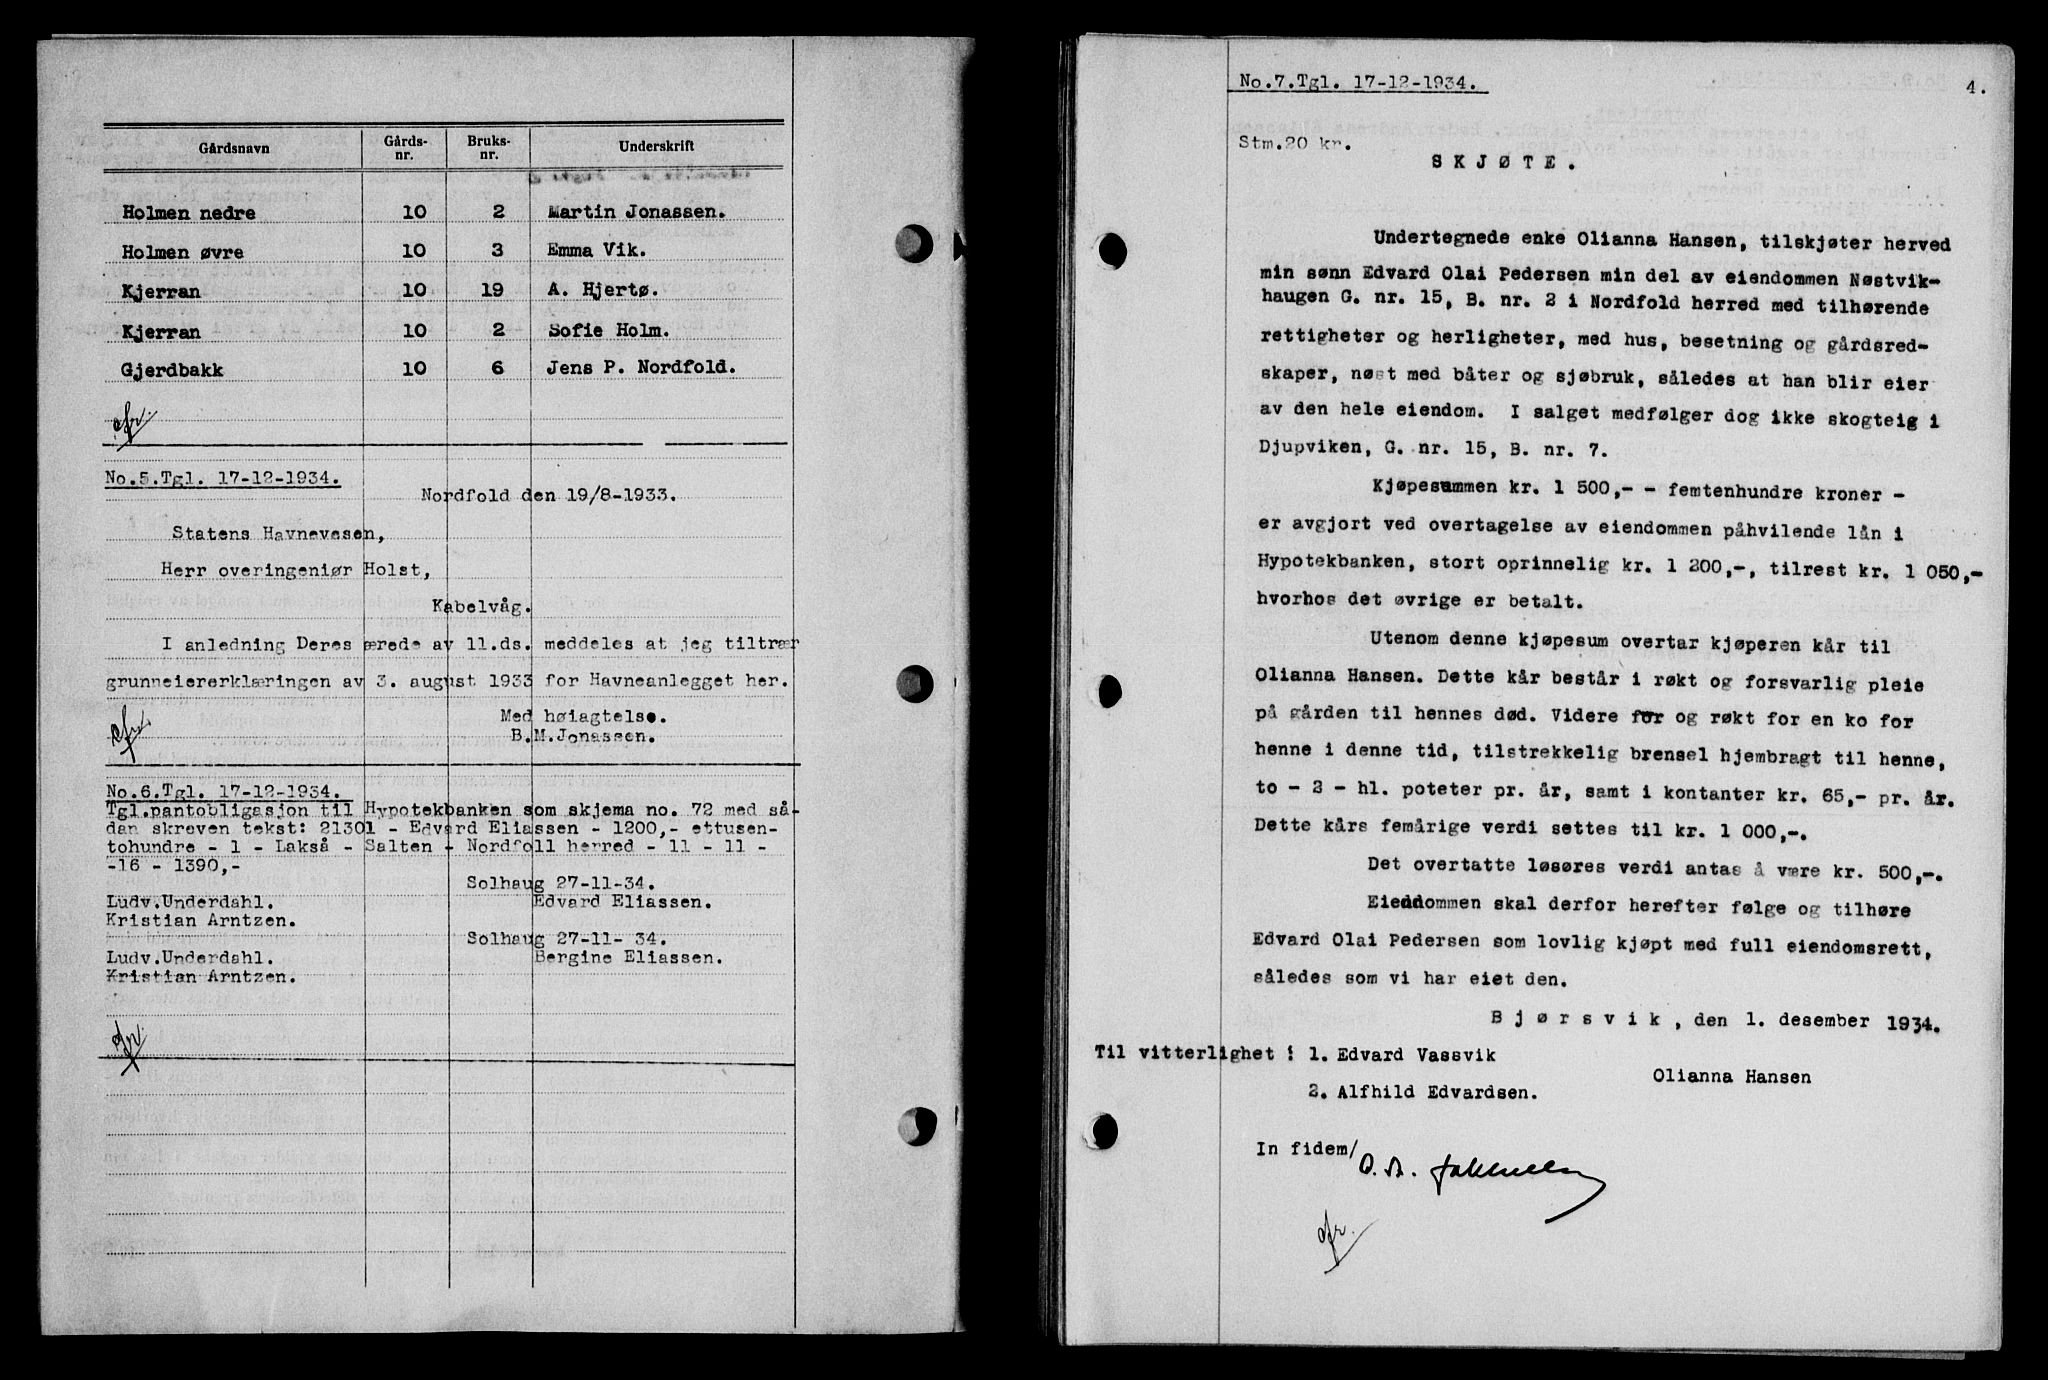 Gårdsnavn Gårds-nr. Bruks-nr. Underskrift
Holmen nedre 10 2 Martin Jonassen.
Holmen øvre 10 3 Emma Vik.
Kjerran 10 19 A. Hjertø.
Kjerran 10 2 Sofie Holm.
Gjerdbakk 10 6 Jens P. Nordfold.
No.5.Tgl. 17-12-1934.
Nordfold den 19/8-1933.
Statens Havnevesen,
Herr overingeniør Holst,
Kabelvåg.
I anledning Deres ærede av 11.ds. meddeles at jeg tiltrær
grunneiererklæringen av 3. august 1933 for Havneanlegget her.
Med høiagtelse.
B.M.Jonassen.
No.6.Tgl. 17-12-1934.
Tgl.pantobligasjon til Hypotekbanken som skjema no. 72 med så-
dan skreven tekst: 21301 - Edvard Eliassen - 1200,- ettusen-
tohundre - 1 - Lakså - Salten - Nordfoll herred - 11 - 11 -
-16 - 1390,-
Solhaug 27-11-34.
Ludv.Underdahl. Edvard Eliassen.
Kristian Arntzen.
Solhaug 27-11- 34.
Ludv.Underdahl. Bergine Eliassen.
Kristian Arntzen.
No.7.Tgl. 17-12-1934. 4.
Stm.20 kr.
SKJØTE.
Undertegnede enke Olianna Hansen, tilskjøter herved
min sønn Edvard Olai Pedersen min del av eiendommen Nøstvik-
haugen G. nr. 15, B. nr. 2 i Nordfold herred med tilhørende
rettigheter og herligheter, med hus, besetning og gårdsred-
skaper, nøst med båter og sjøbruk, således at han blir eier
av den hele eiendom. I salget medfølger dog ikke skogteig i
Djupviken, G. nr. 15, B. nr. 7.
Kjøpesummen kr. 1 500,- - femtenhundre kroner -
er avgjort ved overtagelse av eiendommen påhvilende lån i
Hypotekbanken, stort oprinnelig kr. 1 200,-, tilrest kr. 1 050,-
hvorhos det øvrige er betalt.
Utenom denne kjøpesum overtar kjøperen kår til
Olianna Hansen. Dette kår består i røkt og forsvarlig pleie
på gården til hennes død. Videre for og røkt for en ko for
henne i denne tid, tilstrekkelig brensel hjembragt til henne,
to - 2 - hl. poteter pr. år, samt i kontanter kr. 65,- pr. år.
Dette kårs femårige verdi settes til kr. 1 000,-.
Det overtatte løsøres verdi antas å være kr. 500,-.
Eiendommen skal derfor herefter følge og tilhøre
Edvard Olai Pedersen som lovlig kjøpt med full eiendomsrett,
således som vi har eiet den.
Bjørsvik, den 1. desember 1934.
Til vitterlighet: 1. Edvard Vassvik
Olianna Hansen
2. Alfhild Edvardsen.
In fidem/